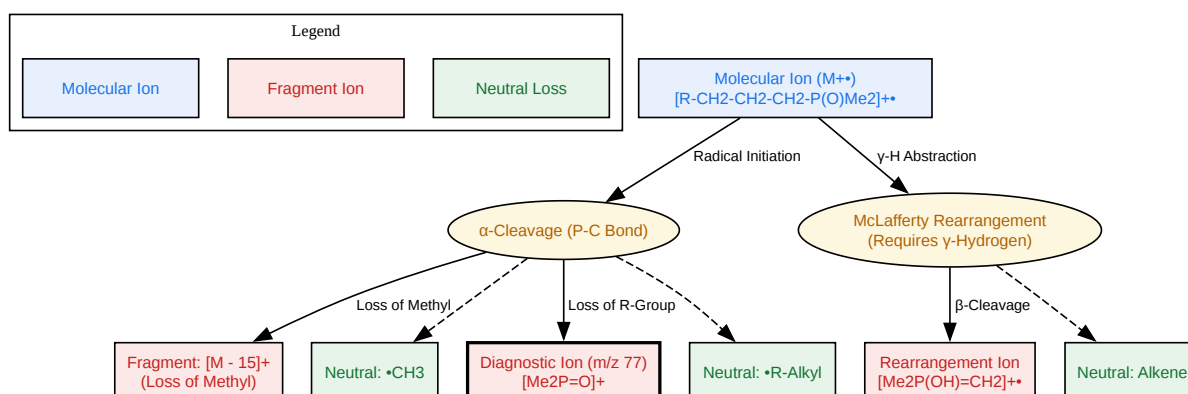 Legend
Molecular Ion
Fragment Ion
Neutral Loss
Molecular Ion (M+•)
[R-CH2-CH2-CH2-P(O)Me2]+•
Radical Initiation
γ-H Abstraction
α-Cleavage (P-C Bond)
McLafferty Rearrangement
(Requires γ-Hydrogen)
Loss of Methyl
Loss of R-Group
β-Cleavage
Fragment: [M - 15]+
(Loss of Methyl)
Neutral: •CH3
Diagnostic Ion (m/z 77)
[Me2P=O]+
Neutral: •R-Alkyl
Rearrangement Ion
[Me2P(OH)=CH2]+•
Neutral: Alkene